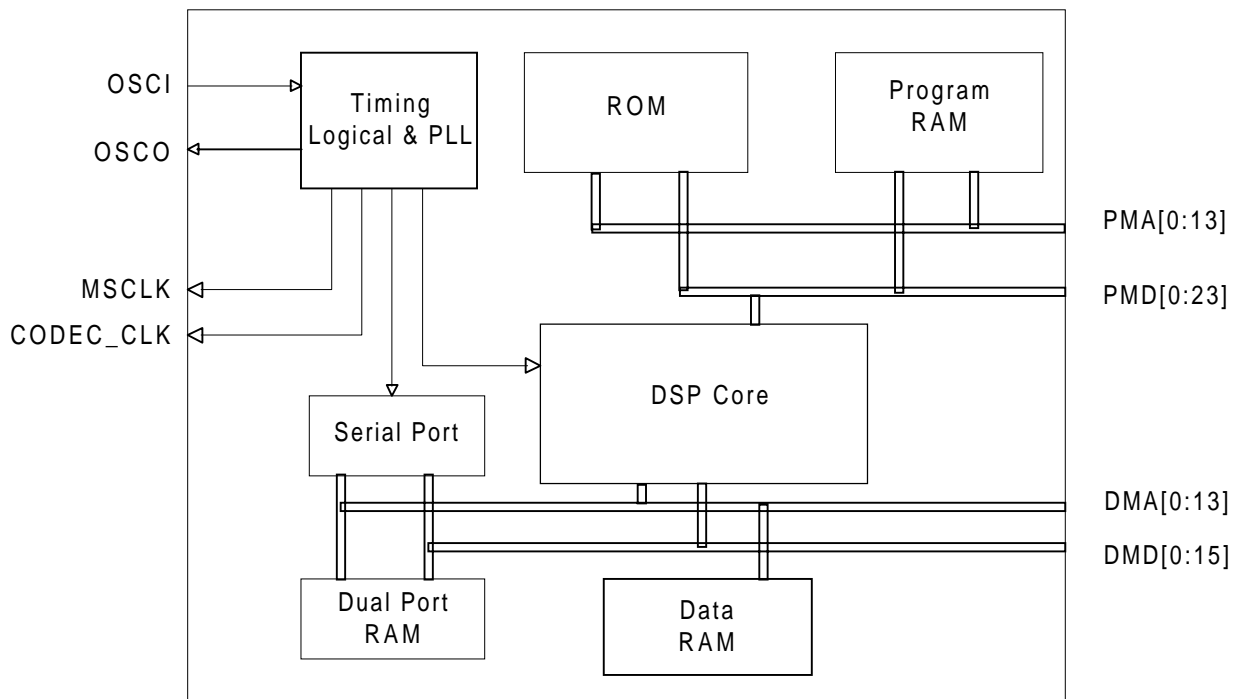 OSCI
OSCO
MSCLK
CODEC_CLK
Timing
Logical & PLL
ROM
Program
RAM
PMA[0:13]
PMD[0:23]
DSP Core
Serial Port
DMA[0:13]
DMD[0:15]
Dual Port
RAM
Data
RAM